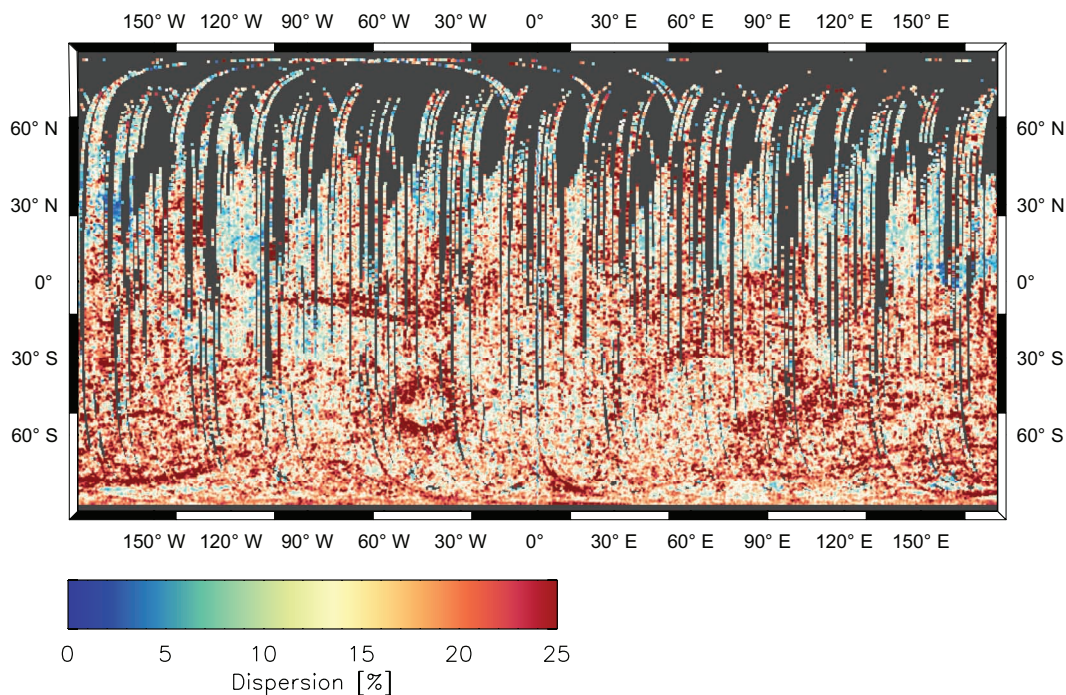 150° W 120° W 90° W 60° W 30° W 0° 30° E 60° E 90° E 120° E 150° E
60° N 60° N
30° N 30° N
0° 0°
30° S 30° S
60° S 60° S
150° W 120° W 90° W 60° W 30° W 0° 30° E 60° E 90° E 120° E 150° E
0 5 10 15 20 25
Dispersion [%]